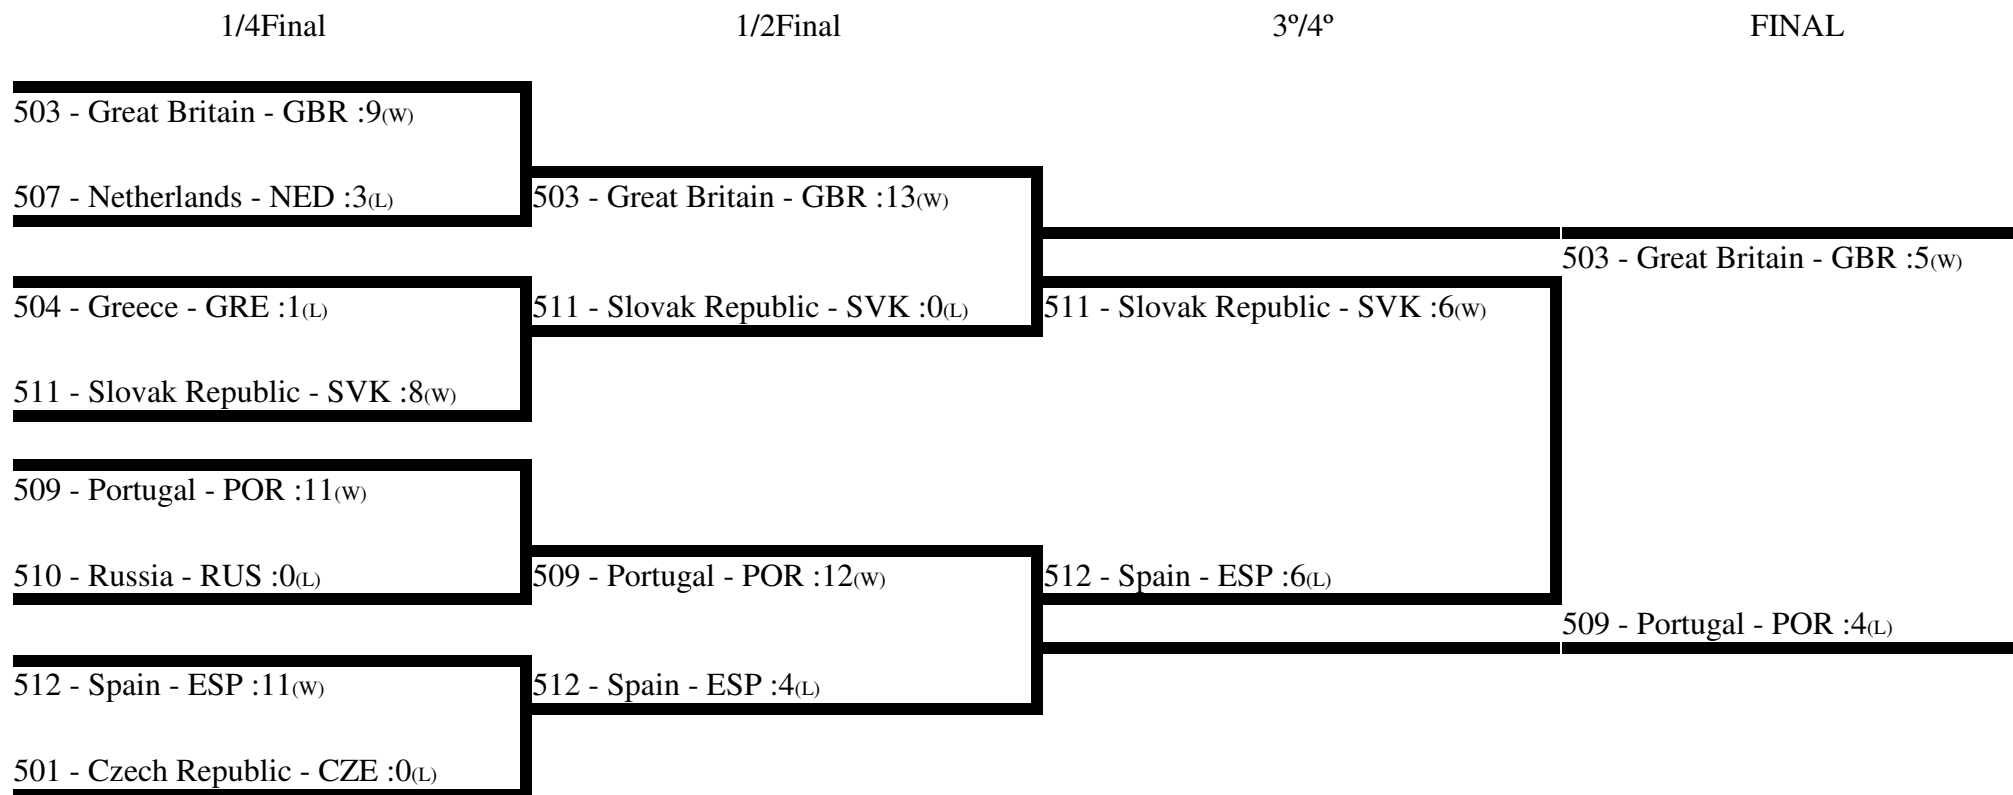 1/4Final
1/2Final
3º/4º
FINAL
503 - Great Britain - GBR :9(W)
507 - Netherlands - NED :3(L)
504 - Greece - GRE :1(L)
511 - Slovak Republic - SVK :8(W)
509 - Portugal - POR :11(W)
510 - Russia - RUS :0(L)
512 - Spain - ESP :11(W)
501 - Czech Republic - CZE :0(L)
503 - Great Britain - GBR :13(W)
511 - Slovak Republic - SVK :0(L)
509 - Portugal - POR :12(W)
512 - Spain - ESP :4(L)
511 - Slovak Republic - SVK :6(W)
512 - Spain - ESP :6(L)
503 - Great Britain - GBR :5(W)
509 - Portugal - POR :4(L)